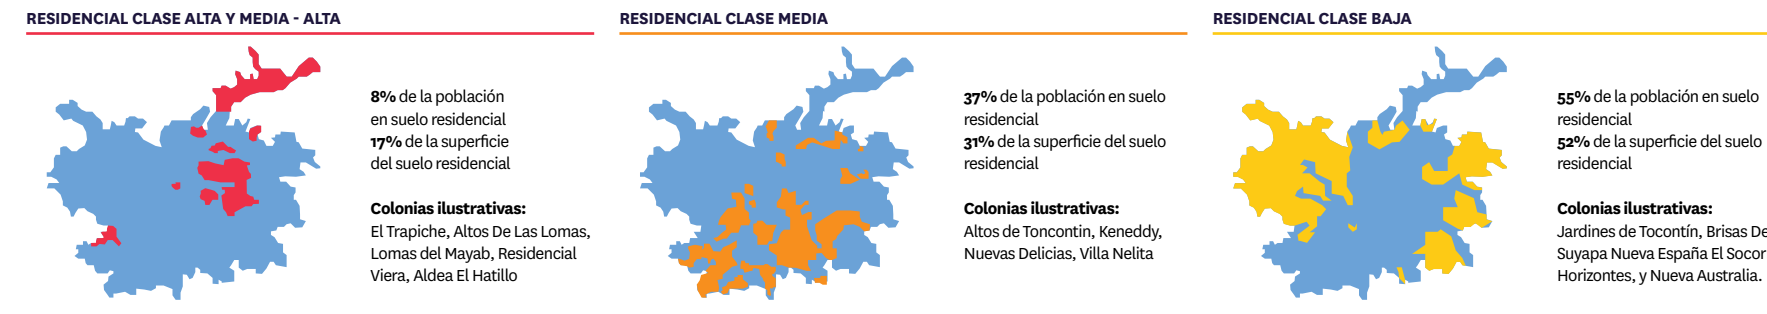 RESIDENCIAL CLASE ALTA Y MEDIA - ALTA
8% de la población
en suelo residencial
17% de la superficie
del suelo residencial
Colonias ilustrativas:
El Trapiche, Altos De Las Lomas,
Lomas del Mayab, Residencial
Viera, Aldea El Hatillo
RESIDENCIAL CLASE MEDIA
37% de la población en suelo
residencial
31% de la superficie del suelo
residencial
Colonias ilustrativas:
Altos de Toncontin, Keneddy,
Nuevas Delicias, Villa Nelita
RESIDENCIAL CLASE BAJA
55% de la población en suelo
residencial
52% de la superficie del suelo
residencial
Colonias ilustrativas:
Jardines de Tocontín, Brisas De
Suyapa Nueva España El Socor
Horizontes, y Nueva Australia.